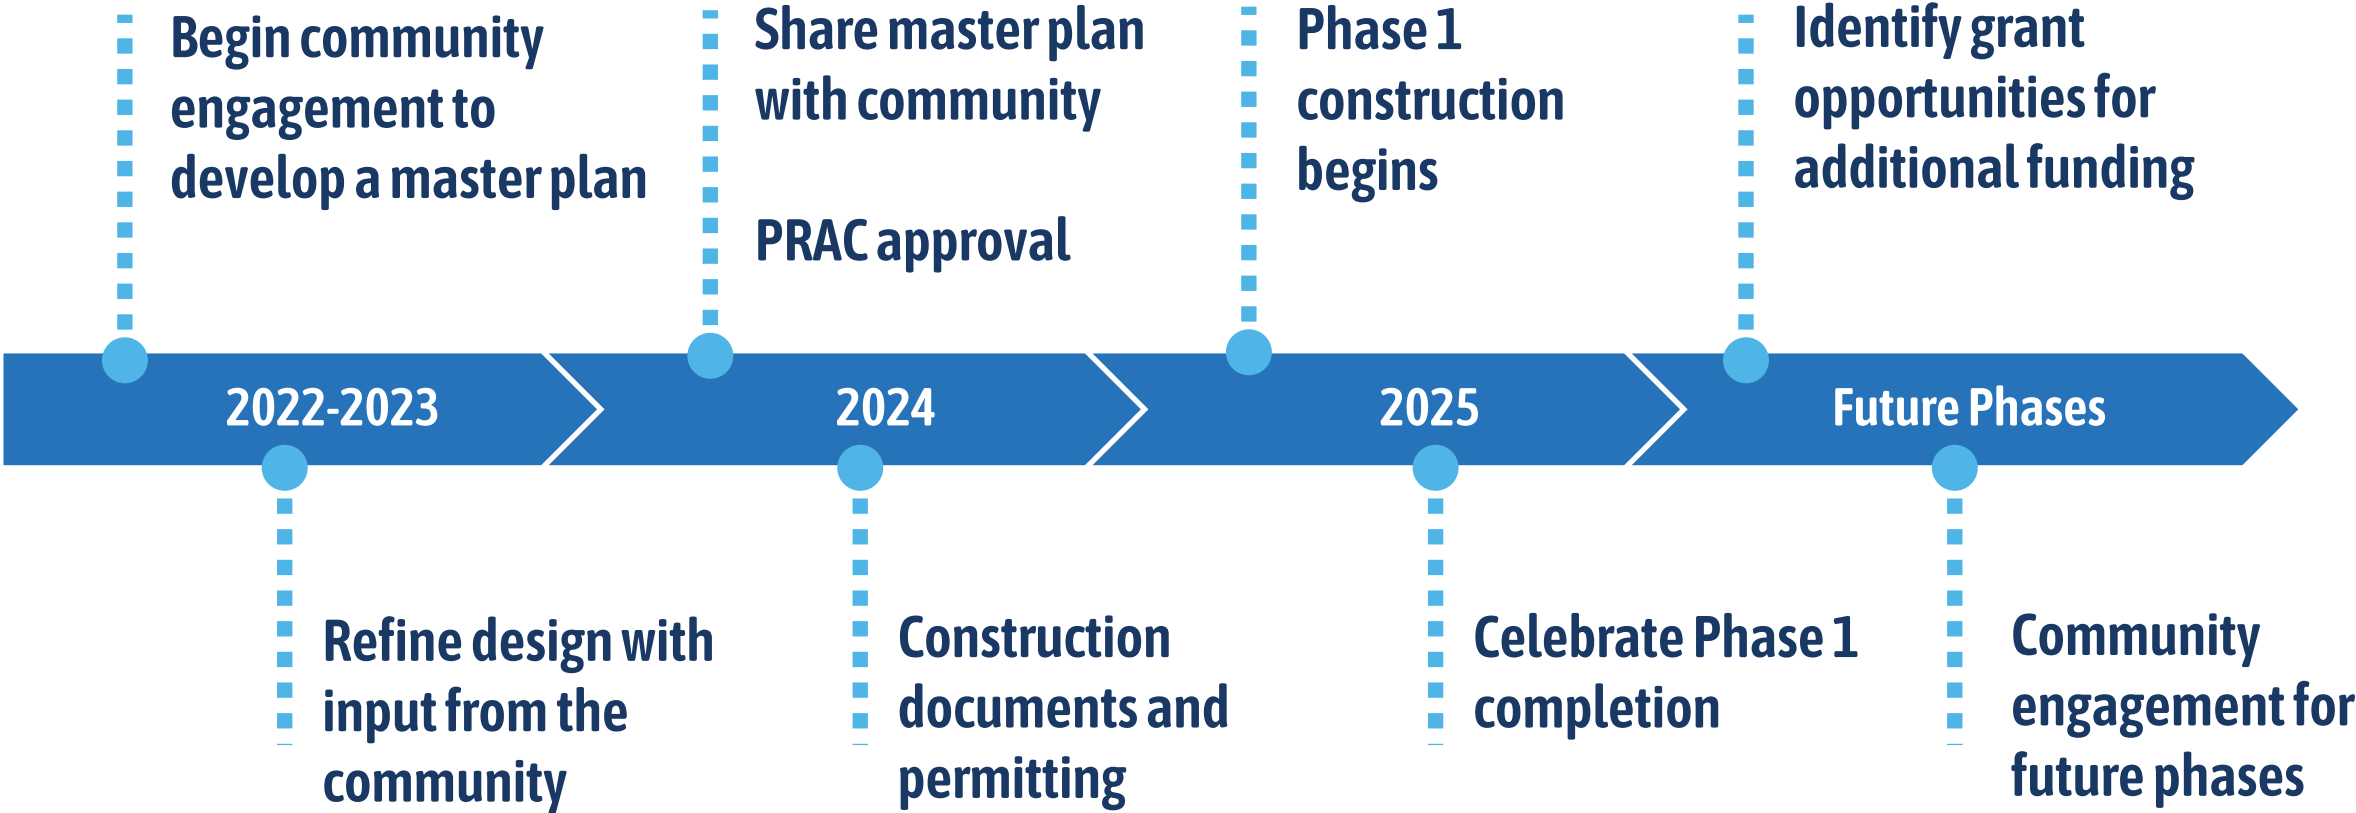 Begin community
engagement to
develop a master plan
Share master plan
with community
PRAC approval
Phase 1
construction
begins
Identify grant
opportunities for
additional funding
2022-2023
2024
2025
Future Phases
Refine design with
input from the
community
Construction
documents and
permitting
Celebrate Phase 1
completion
Community
engagement for
future phases